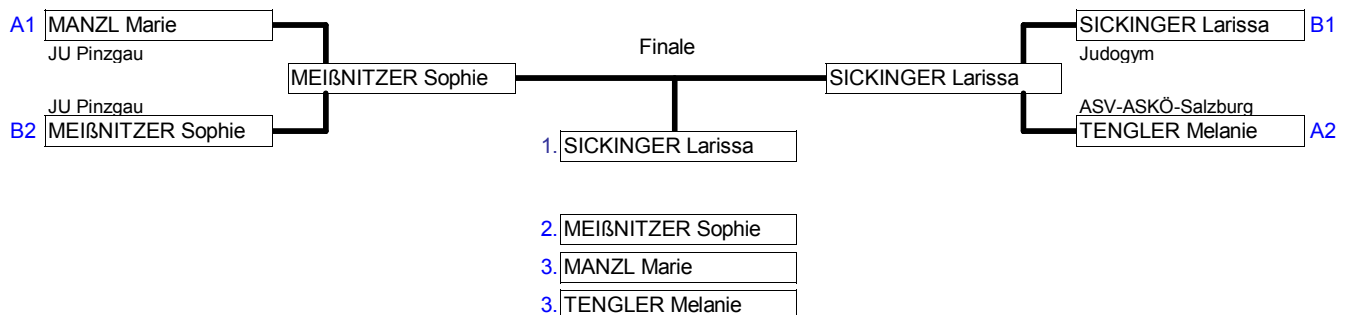 A1 MANZL Marie
JU Pinzgau
MEIßNITZER Sophie
JU Pinzgau
B2 MEIßNITZER Sophie
Finale
SICKINGER Larissa B1
Judogym
SICKINGER Larissa
ASV-ASKÖ-Salzburg
TENGLER Melanie A2
1. SICKINGER Larissa
2. MEIßNITZER Sophie
3. MANZL Marie
3. TENGLER Melanie